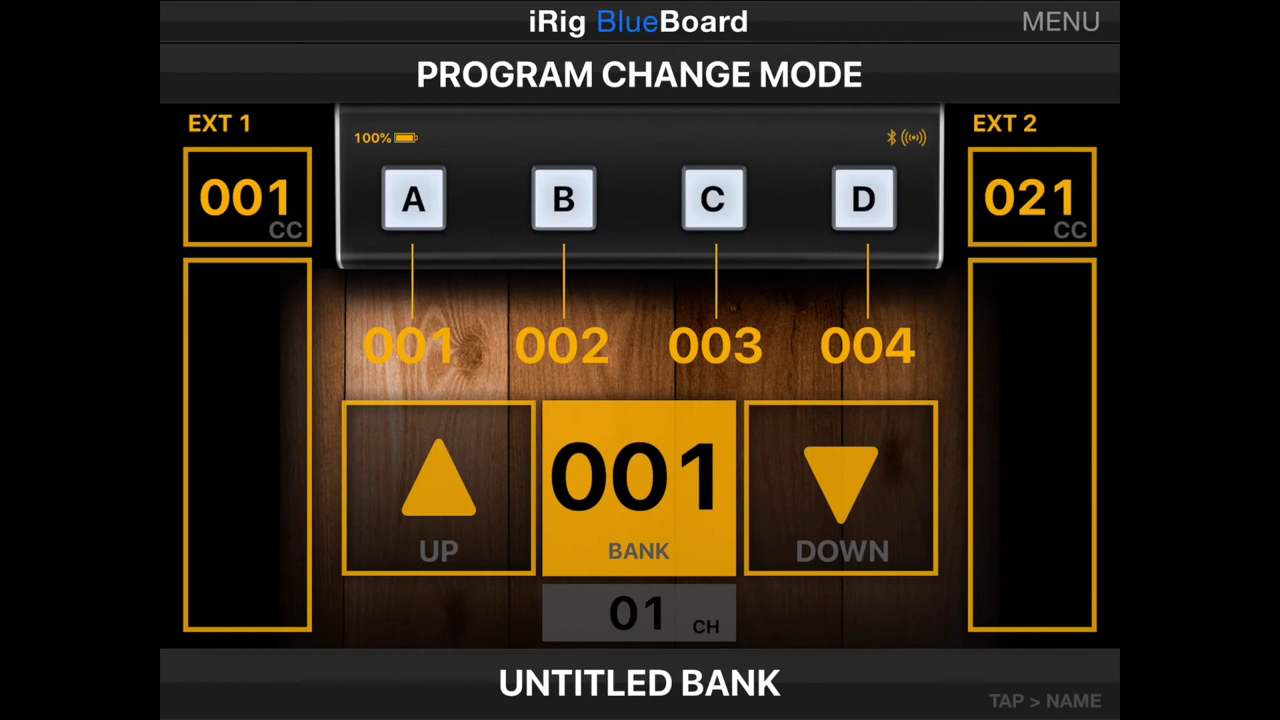 iRig BlueBoard
MENU
PROGRAM CHANGE MODE
EXT 1
EXT 2
100%
001 CC
A B C D
021 CC
001 002 003 004
UP
001
BANK
DOWN
01 CH
UNTITLED BANK
TAP > NAME